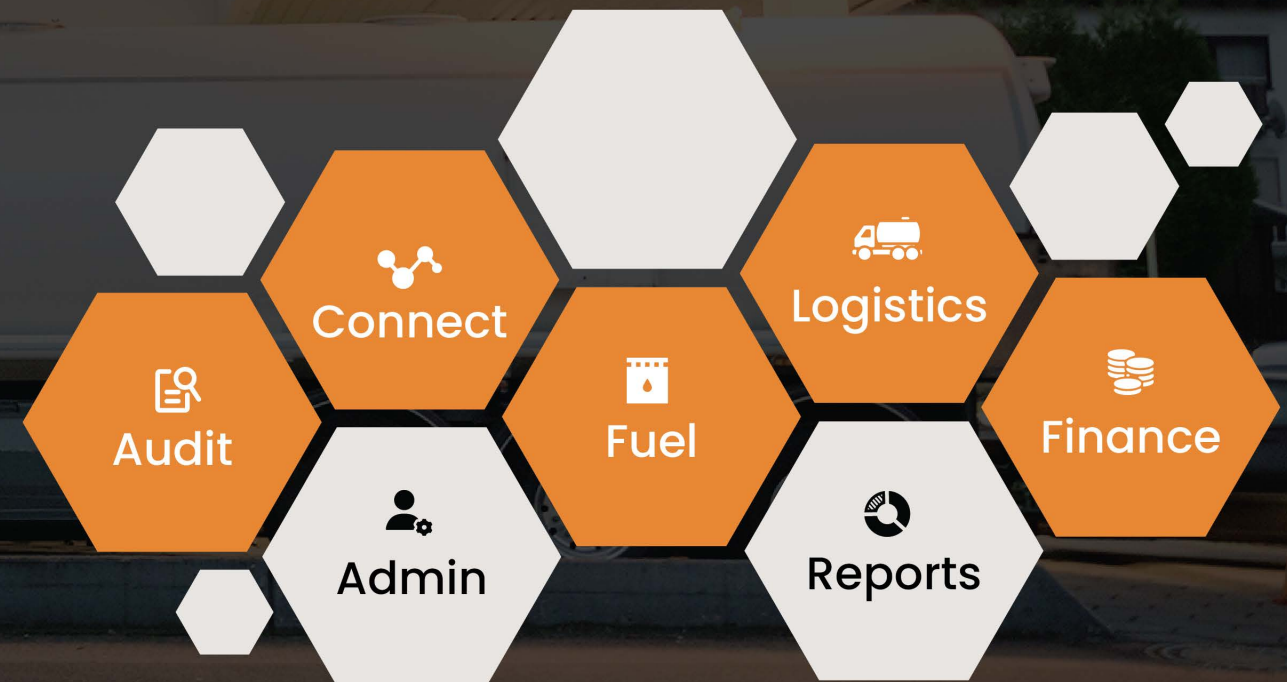 Connect
Logistics
Audit
Fuel
Finance
Admin
Reports